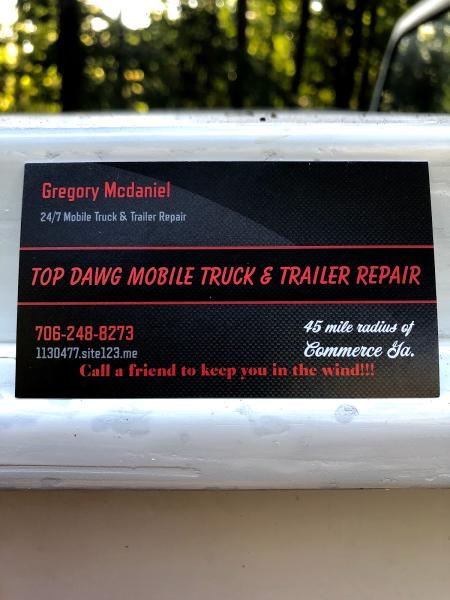 Gregory Mcdaniel
24/7 Mobile Truck & Trailer Repair
TOP DAWG MOBILE TRUCK & TRAILER REPAIR
706-248-8273
1130477.site123.me
45 mile radius of
Commerce Ga.
Call a friend to keep you in the wind!!!